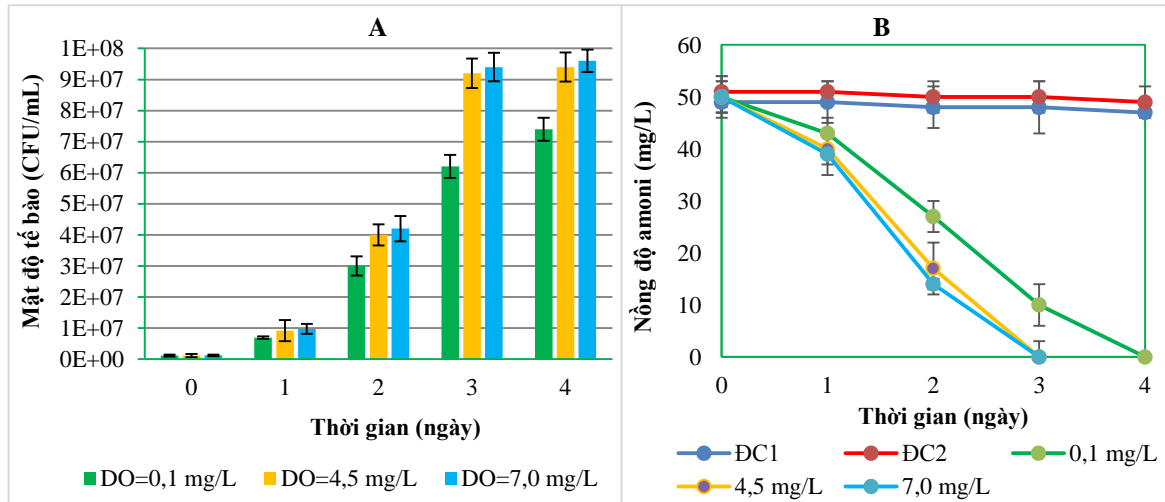 A
Mật độ tế bào (CFU/mL)
1E+08
9E+07
8E+07
7E+07
6E+07
5E+07
4E+07
3E+07
2E+07
1E+07
0E+00
0 1 2 3 4
Thời gian (ngày)
DO=0,1 mg/L DO=4,5 mg/L DO=7,0 mg/L
B
Nồng độ amoni (mg/L)
60
50
40
30
20
10
0
0 1 2 3 4
Thời gian (ngày)
ĐC1 ĐC2 0,1 mg/L
4,5 mg/L 7,0 mg/L